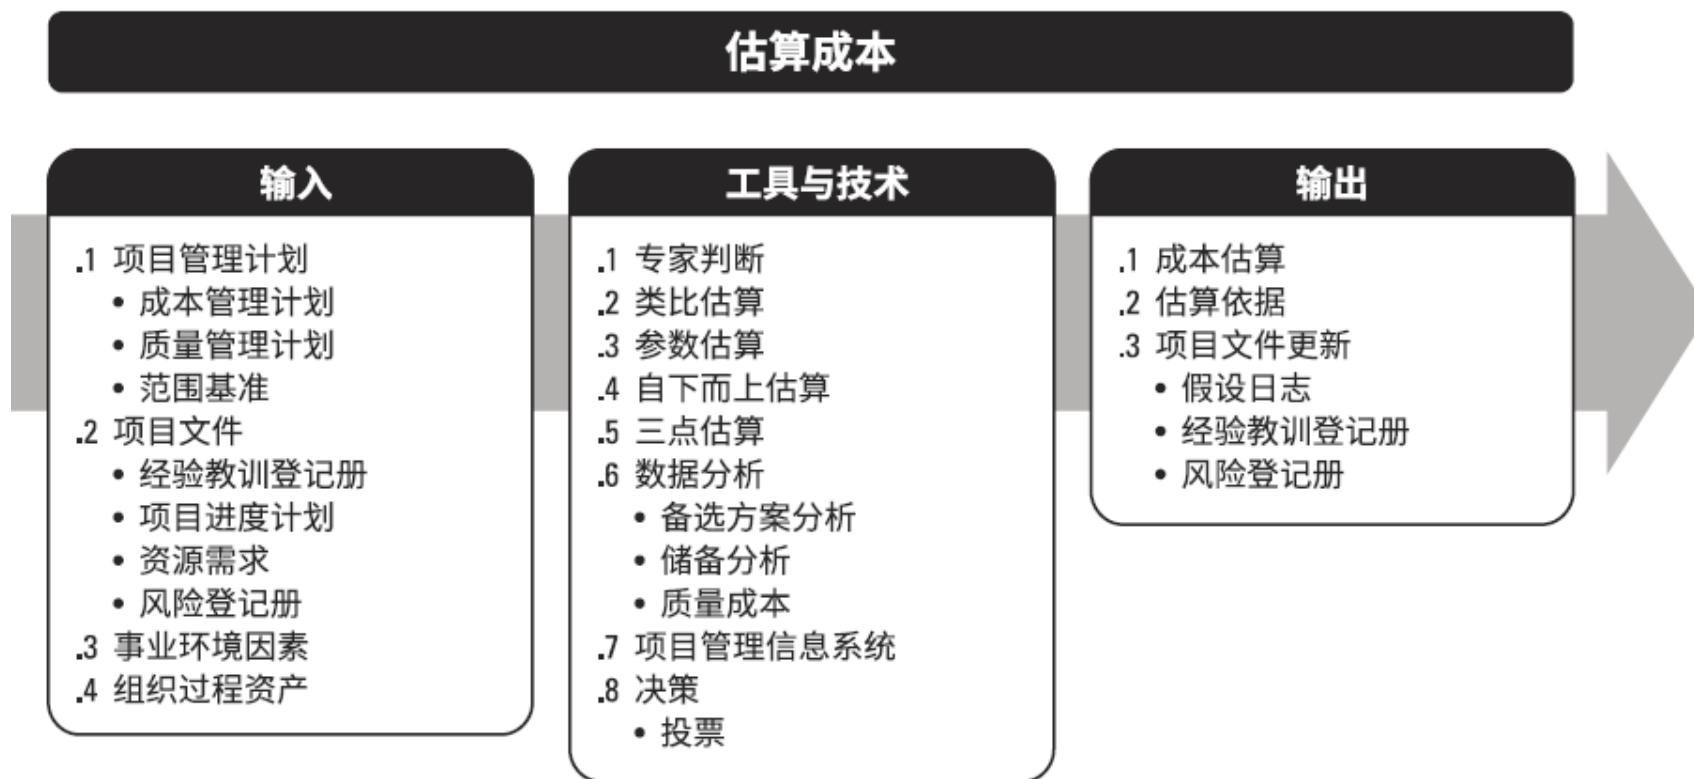 估算成本
输入
.1 项目管理计划
• 成本管理计划
• 质量管理计划
• 范围基准
.2 项目文件
• 经验教训登记册
• 项目进度计划
• 资源需求
• 风险登记册
.3 事业环境因素
.4 组织过程资产
工具与技术
.1 专家判断
.2 类比估算
.3 参数估算
.4 自下而上估算
.5 三点估算
.6 数据分析
• 备选方案分析
• 储备分析
• 质量成本
.7 项目管理信息系统
.8 决策
• 投票
输出
.1 成本估算
.2 估算依据
.3 项目文件更新
• 假设日志
• 经验教训登记册
• 风险登记册